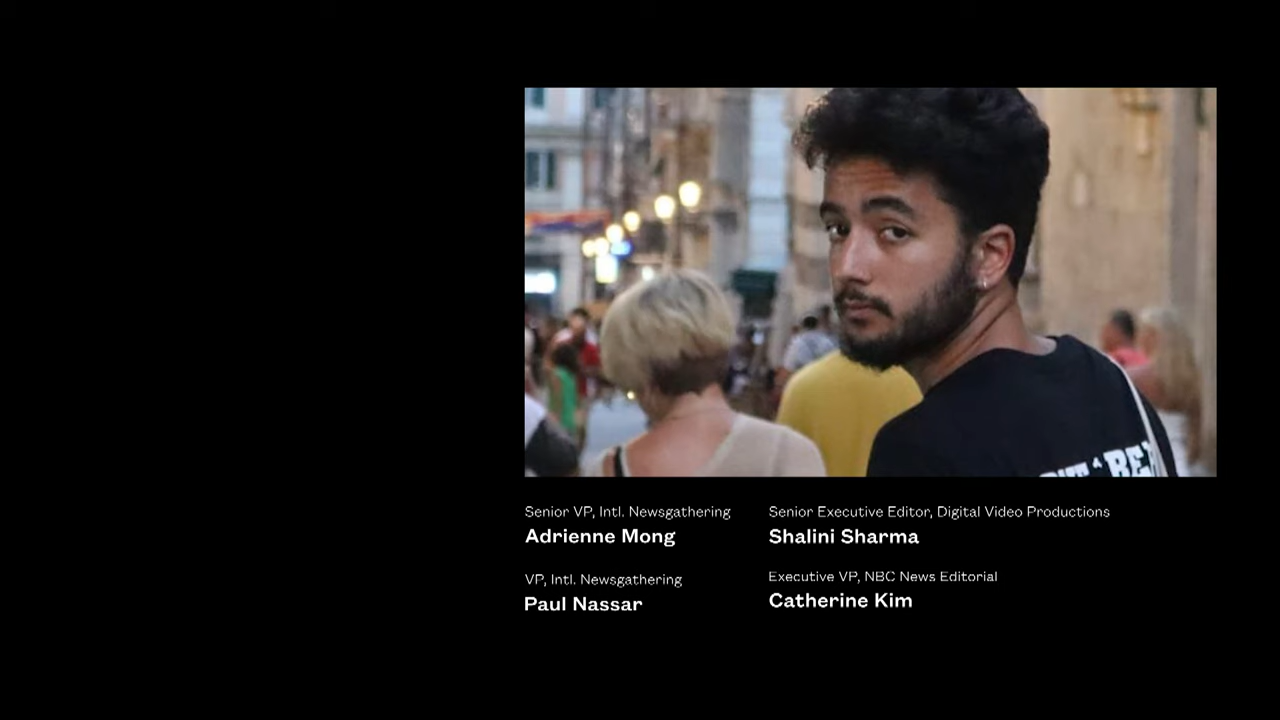 Senior VP, Intl. Newsgathering
Adrienne Mong
VP, Intl. Newsgathering
Paul Nassar
Senior Executive Editor, Digital Video Productions
Shalini Sharma
Executive VP, NBC News Editorial
Catherine Kim